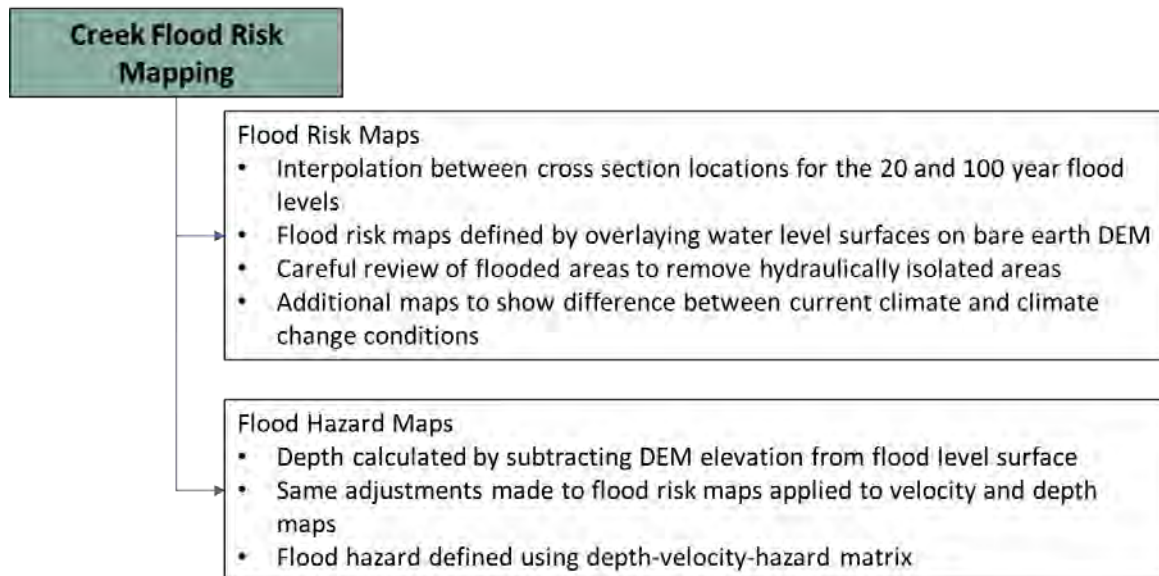 Creek Flood Risk
Mapping
Flood Risk Maps
• Interpolation between cross section locations for the 20 and 100 year flood
levels
• Flood risk maps defined by overlaying water level surfaces on bare earth DEM
• Careful review of flooded areas to remove hydraulically isolated areas
• Additional maps to show difference between current climate and climate
change conditions
Flood Hazard Maps
• Depth calculated by subtracting DEM elevation from flood level surface
• Same adjustments made to flood risk maps applied to velocity and depth
maps
• Flood hazard defined using depth-velocity-hazard matrix